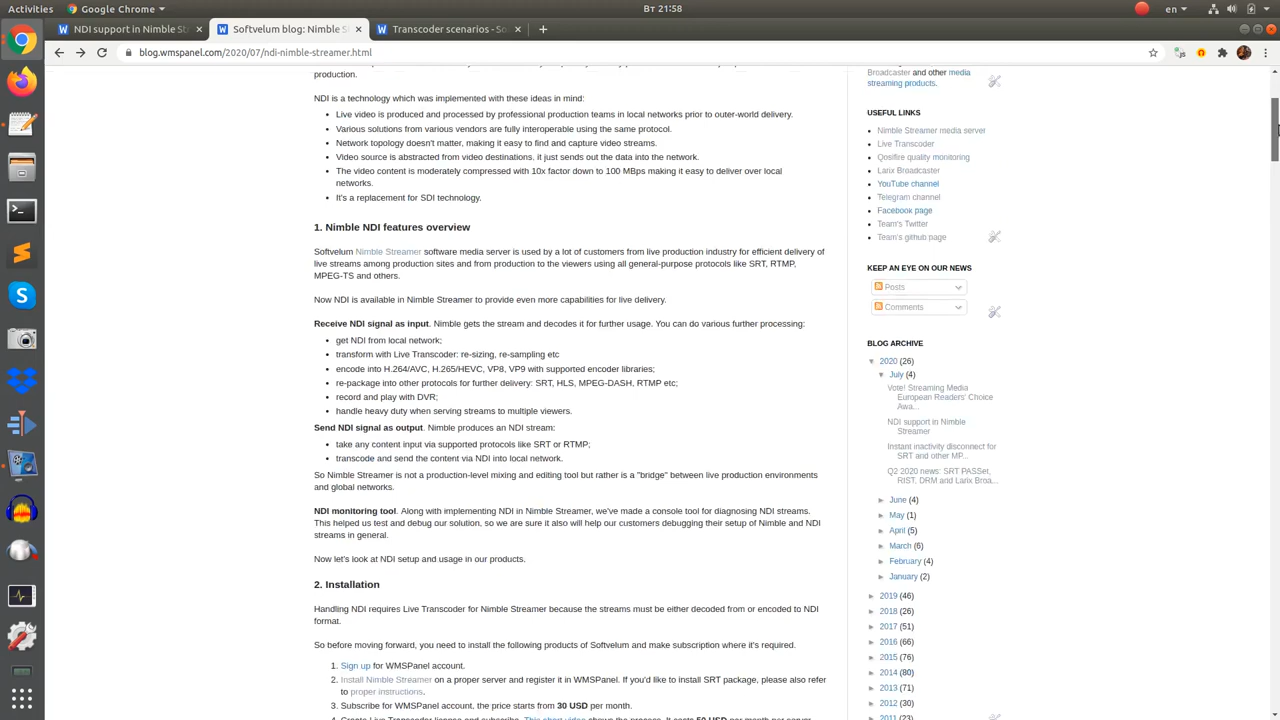 Activities
Google Chrome
Вт 21:58
NDI support in Nimble St
Softvelum blog: Nimble S
Transcoder scenarios - So
blog.wmspanel.com/2020/07/ndi-nimble-streamer.html
production.
NDI is a technology which was implemented with these ideas in mind:
Live video is produced and processed by professional production teams in local networks prior to outer-world delivery.
Various solutions from various vendors are fully interoperable using the same protocol.
Network topology doesn't matter, making it easy to find and capture video streams.
Video source is abstracted from video destinations, it just sends out the data into the network.
The video content is moderately compressed with 10x factor down to 100 MBps making it easy to deliver over local
networks.
It's a replacement for SDI technology.
1. Nimble NDI features overview
Softvelum Nimble Streamer software media server is used by a lot of customers from live production industry for efficient delivery of
live streams among production sites and from production to the viewers using all general-purpose protocols like SRT, RTMP,
MPEG-TS and others.
Now NDI is available in Nimble Streamer to provide even more capabilities for live delivery.
Receive NDI signal as input. Nimble gets the stream and decodes it for further usage. You can do various further processing:
get NDI from local network;
transform with Live Transcoder: re-sizing, re-sampling etc
encode into H.264/AVC, H.265/HEVC, VP8, VP9 with supported encoder libraries;
re-package into other protocols for further delivery: SRT, HLS, MPEG-DASH, RTMP etc;
record and play with DVR;
handle heavy duty when serving streams to multiple viewers.
Send NDI signal as output. Nimble produces an NDI stream:
take any content input via supported protocols like SRT or RTMP;
transcode and send the content via NDI into local network.
So Nimble Streamer is not a production-level mixing and editing tool but rather is a "bridge" between live production environments
and global networks.
NDI monitoring tool. Along with implementing NDI in Nimble Streamer, we've made a console tool for diagnosing NDI streams.
This helped us test and debug our solution, so we are sure it also will help our customers debugging their setup of Nimble and NDI
streams in general.
Now let's look at NDI setup and usage in our products.
2. Installation
Handling NDI requires Live Transcoder for Nimble Streamer because the streams must be either decoded from or encoded to NDI
format.
So before moving forward, you need to install the following products of Softvelum and make subscription where it's required.
1. Sign up for WMSPanel account.
2. Install Nimble Streamer on a proper server and register it in WMSPanel. If you'd like to install SRT package, please also refer
to proper instructions.
3. Subscribe for WMSPanel account. the price starts from 30 USD per month.
4. Create Live Transcoder license and subscribe. This short video shows the process. It costs 50 USD per month per server
Broadcaster and other media
streaming products.
USEFUL LINKS
Nimble Streamer media server
Live Transcoder
Qosifire quality monitoring
Larix Broadcaster
YouTube channel
Telegram channel
Facebook page
Team's Twitter
Team's github page
KEEP AN EYE ON OUR NEWS
Posts
Comments
BLOG ARCHIVE
▼ 2020 (26)
▼ July (4)
Vote! Streaming Media
European Readers' Choice
Awa...
NDI support in Nimble
Streamer
Instant inactivity disconnect for
SRT and other MP...
Q2 2020 news: SRT PASSet,
RIST, DRM and Larix Broa...
► June (4)
► May (1)
► April (5)
► March (6)
► February (4)
► January (2)
► 2019 (46)
► 2018 (26)
► 2017 (51)
► 2016 (66)
► 2015 (76)
► 2014 (80)
► 2013 (71)
► 2012 (30)
► 2011 (23)